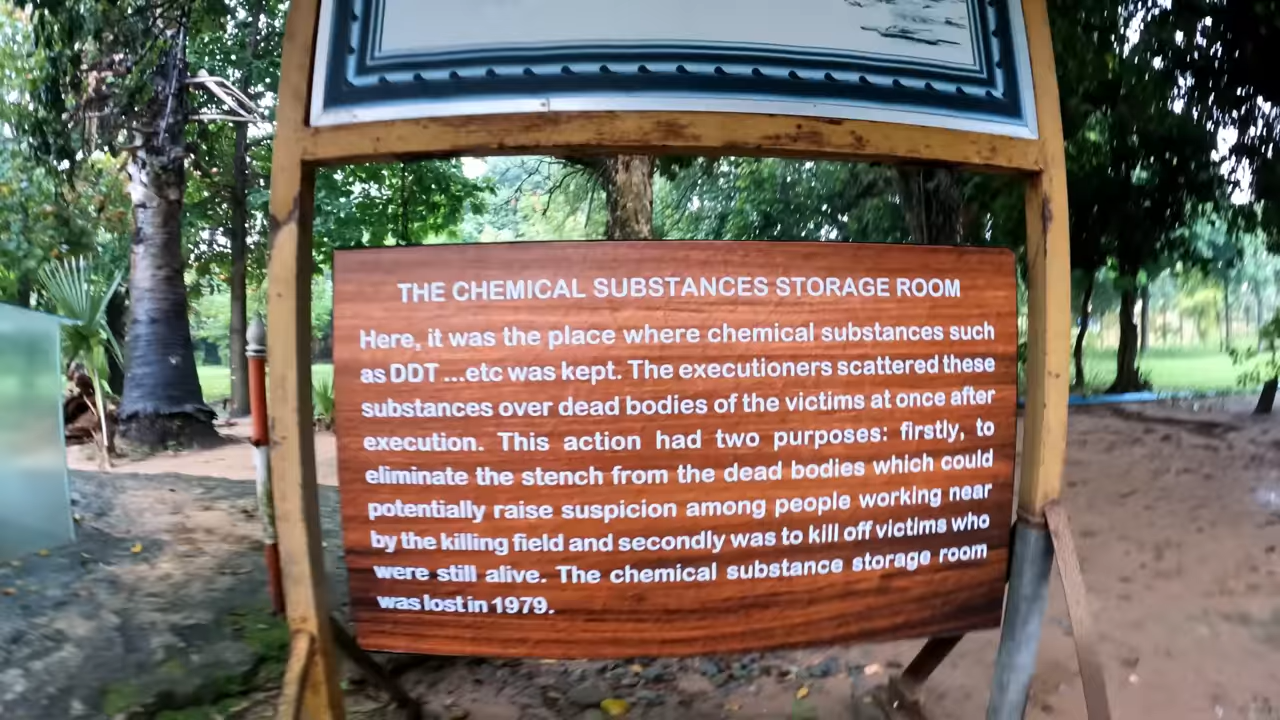 THE CHEMICAL SUBSTANCES STORAGE ROOM
Here, it was the place where chemical substances such
as DDT ...etc was kept. The executioners scattered these
substances over dead bodies of the victims at once after
execution. This action had two purposes: firstly, to
eliminate the stench from the dead bodies which could
potentially raise suspicion among people working near
by the killing field and secondly was to kill off victims who
were still alive. The chemical substance storage room
was lost in 1979.